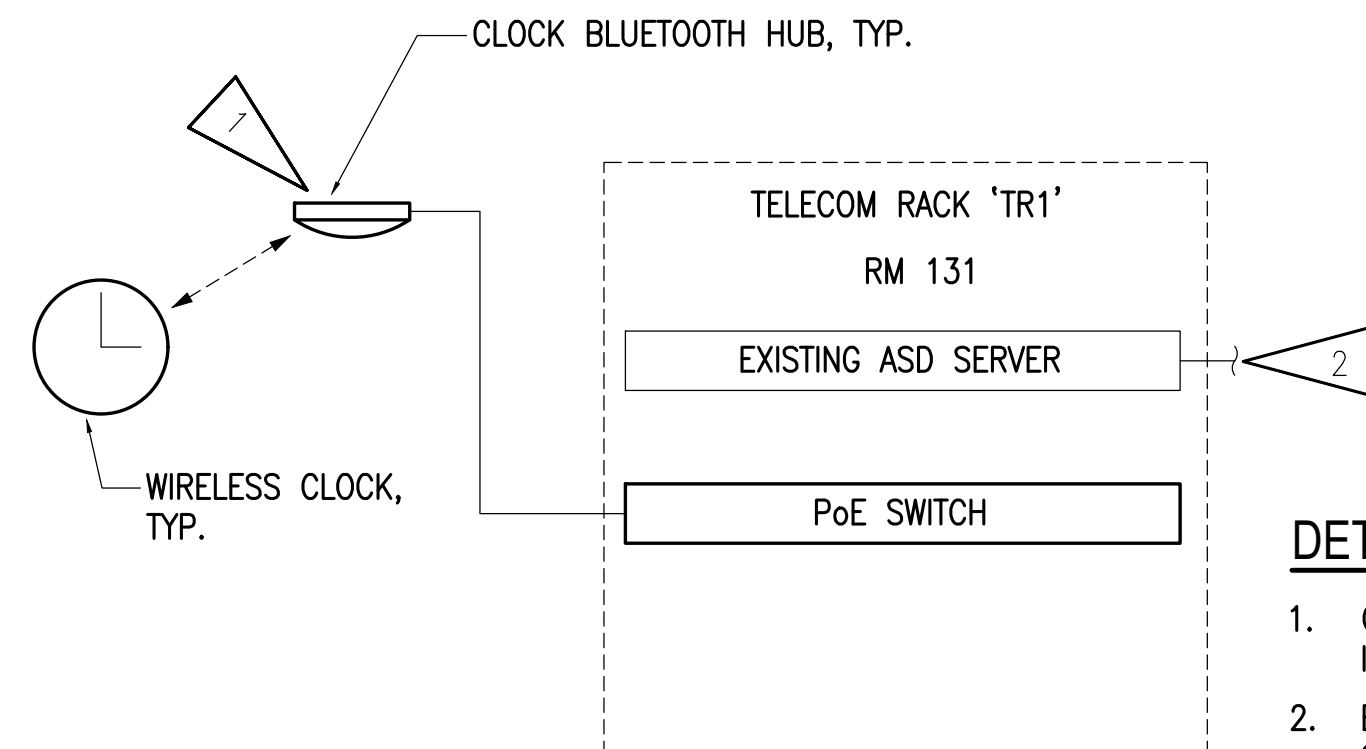 CLOCK BLUETOOTH HUB, TYP.
1
TELECOM RACK ‘TR1’
RM 131
EXISTING ASD SERVER
2
WIRELESS CLOCK,
TYP.
PoE SWITCH
DET
1.
2.